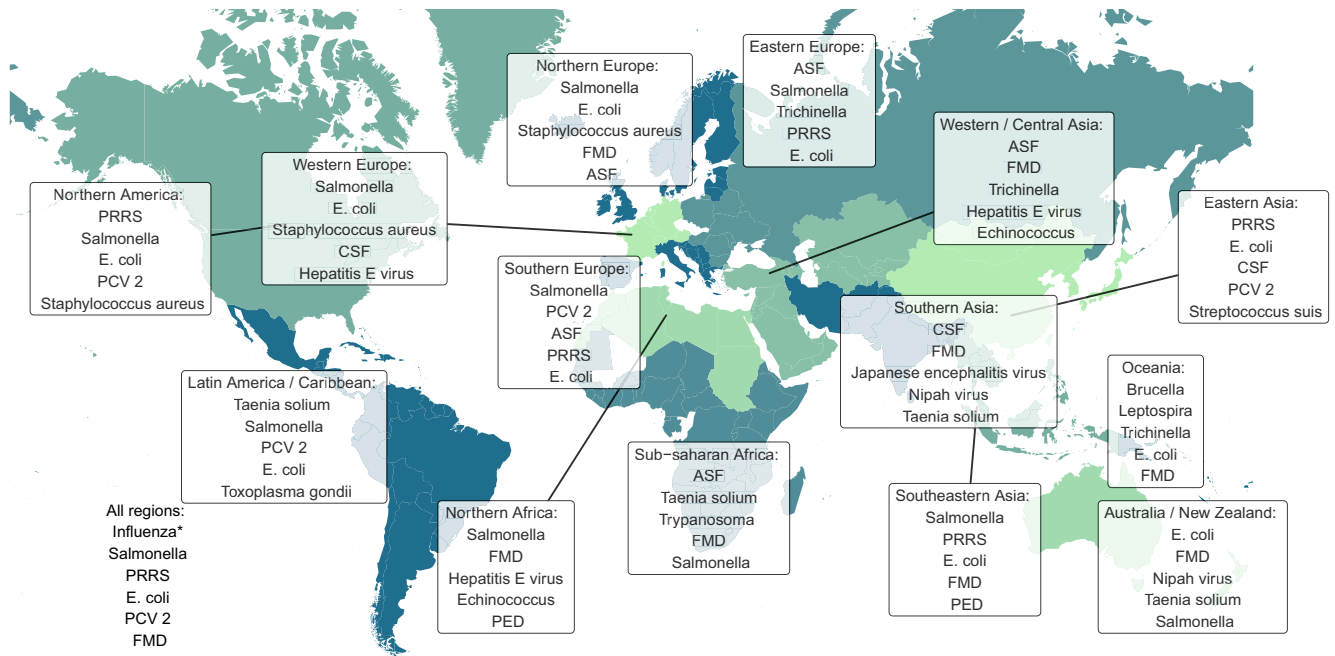 Northern Europe:
Salmonella
E. coli
Staphylococcus aureus
FMD
ASF
Eastern Europe:
ASF
Salmonella
Trichinella
PRRS
E. coli
Western / Central Asia:
ASF
FMD
Trichinella
Hepatitis E virus
Echinococcus
Western Europe:
Salmonella
E. coli
Staphylococcus aureus
CSF
Hepatitis E virus
Northern America:
PRRS
Salmonella
E. coli
PCV 2
Staphylococcus aureus
Eastern Asia:
PRRS
E. coli
CSF
PCV 2
Streptococcus suis
Southern Europe:
Salmonella
PCV 2
ASF
PRRS
E. coli
Southern Asia:
CSF
FMD
Japanese encephalitis virus
Nipah virus
Taenia solium
Oceania:
Brucella
Leptospira
Trichinella
E. coli
FMD
Latin America / Caribbean:
Taenia solium
Salmonella
PCV 2
E. coli
Toxoplasma gondii
Sub−saharan Africa:
ASF
Taenia solium
Trypanosoma
FMD
Salmonella
Southeastern Asia:
Salmonella
PRRS
E. coli
FMD
PED
Northern Africa:
Salmonella
FMD
Hepatitis E virus
Echinococcus
PED
Australia / New Zealand:
E. coli
FMD
Nipah virus
Taenia solium
Salmonella
All regions:
Influenza*
Salmonella
PRRS
E. coli
PCV 2
FMD